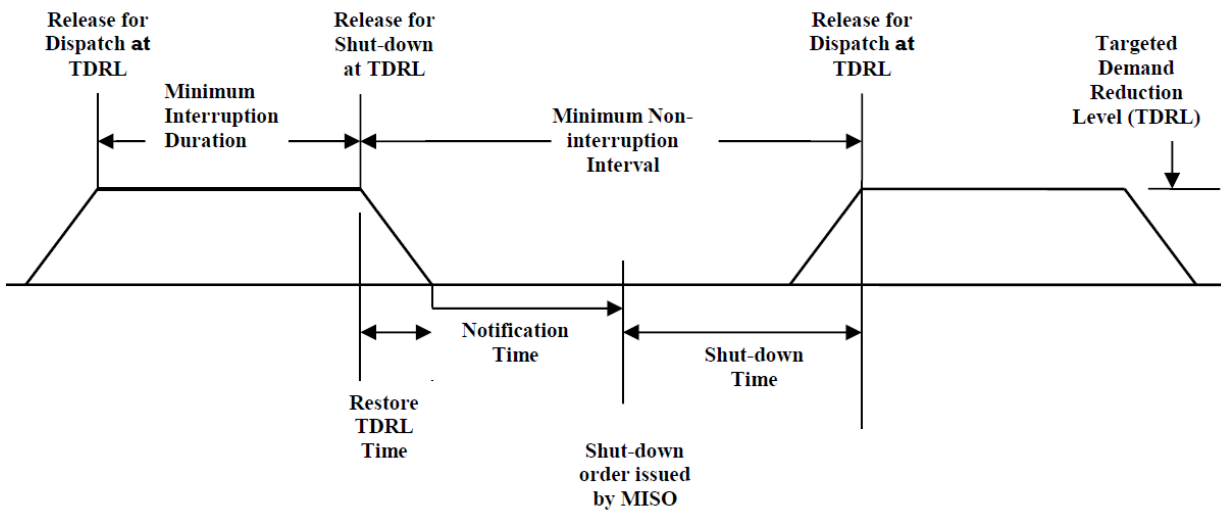 Release for
Dispatch at
TDRL
Release for
Shut-down
at TDRL
Release for
Dispatch at
TDRL
Targeted
Demand
Reduction
Level (TDRL)
Minimum
Interruption
Duration
Minimum Non-
interruption
Interval
Notification
Time
Shut-down
Time
Restore
TDRL
Time
Shut-down
order issued
by MISO